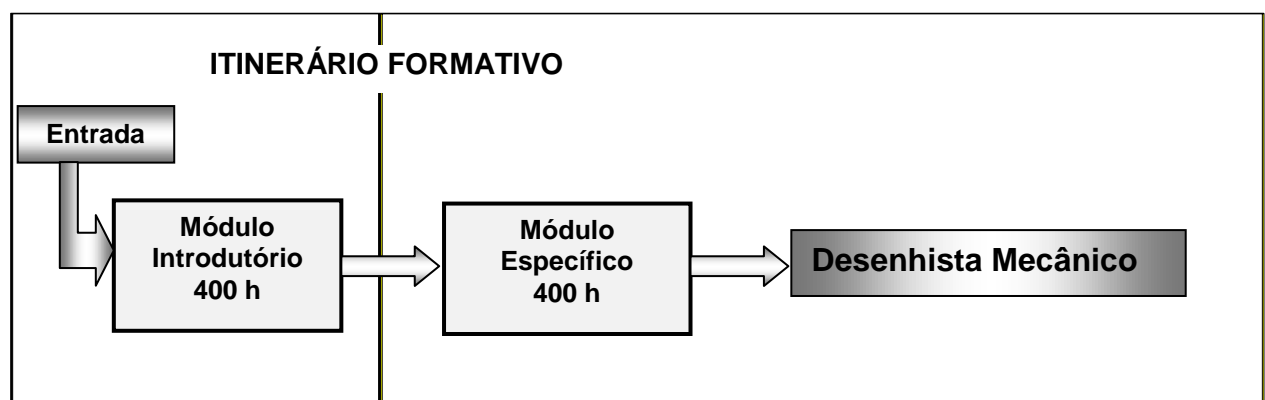 ITINERÁRIO FORMATIVO
Entrada
Módulo
Introdutório
400 h
Módulo
Específico
400 h
Desenhista Mecânico